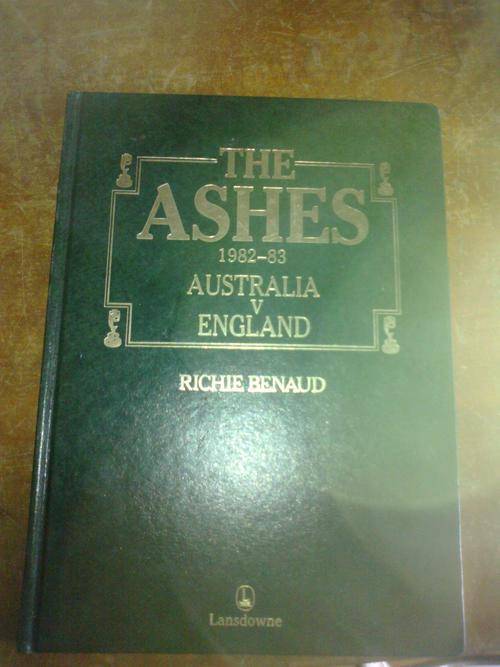 THE
ASHES
1982–83
AUSTRALIA
V
ENGLAND
RICHIE BENAUD
L
Lansdowne